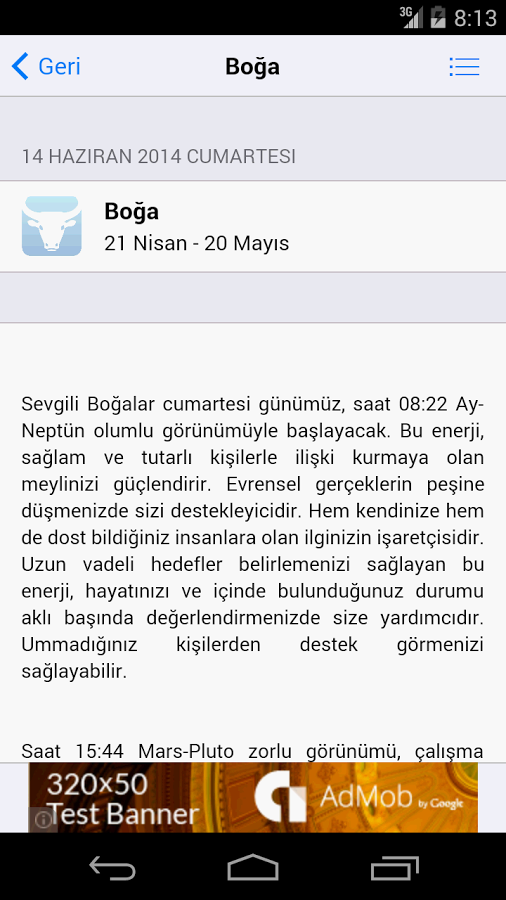 3G 8:13
Geri Boğa
14 HAZIRAN 2014 CUMARTESI
Boğa
21 Nisan - 20 Mayıs
Sevgili Boğalar cumartesi günümüz, saat 08:22 Ay-
Neptün olumlu görünümüyle başlayacak. Bu enerji,
sağlam ve tutarlı kişilerle ilişki kurmaya olan
meylinizi güçlendirir. Evrensel gerçeklerin peşine
düşmenizde sizi destekleyicidir. Hem kendinize hem
de dost bildiğiniz insanlara olan ilginizin işaretçisidir.
Uzun vadeli hedefler belirlemenizi sağlayan bu
enerji, hayatınızı ve içinde bulunduğunuz durumu
aklı başında değerlendirmenizde size yardımcıdır.
Ummadığınız kişilerden destek görmenizi
sağlayabilir.
Saat 15:44 Mars-Pluto zorlu görünümü, çalışma
320×50
Test Banner
AdMob by Google